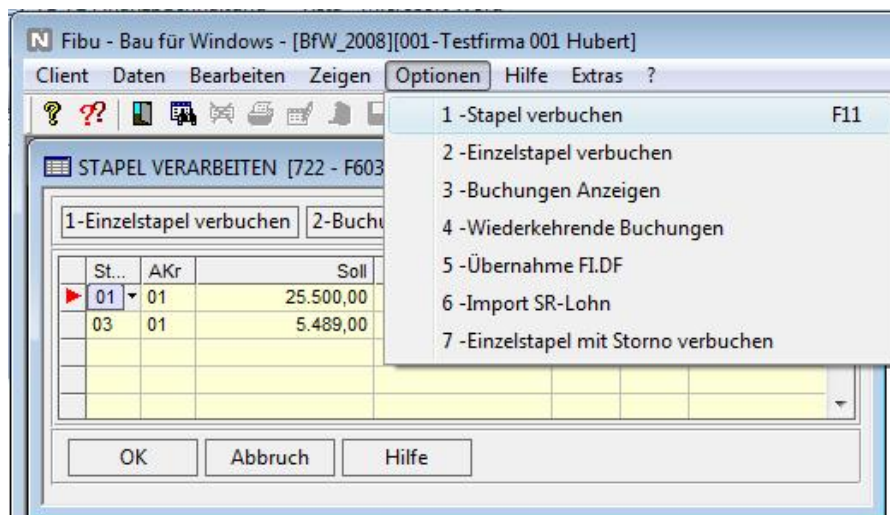 Fibu - Bau für Windows - [BfW_2008][001-Testfirma 001 Hubert]
Client Daten Bearbeiten Zeigen Optionen Hilfe Extras ?
1 -Stapel verbuchen F11
2 -Einzelstapel verbuchen
3 -Buchungen Anzeigen
4 -Wiederkehrende Buchungen
5 -Übernahme FI.DF
6 -Import SR-Lohn
7 -Einzelstapel mit Storno verbuchen
STAPEL VERARBEITEN [722 - F603
1-Einzelstapel verbuchen 2-Buchu
St... AKr Soll
01 01 25.500,00
03 01 5.489,00
OK Abbruch Hilfe